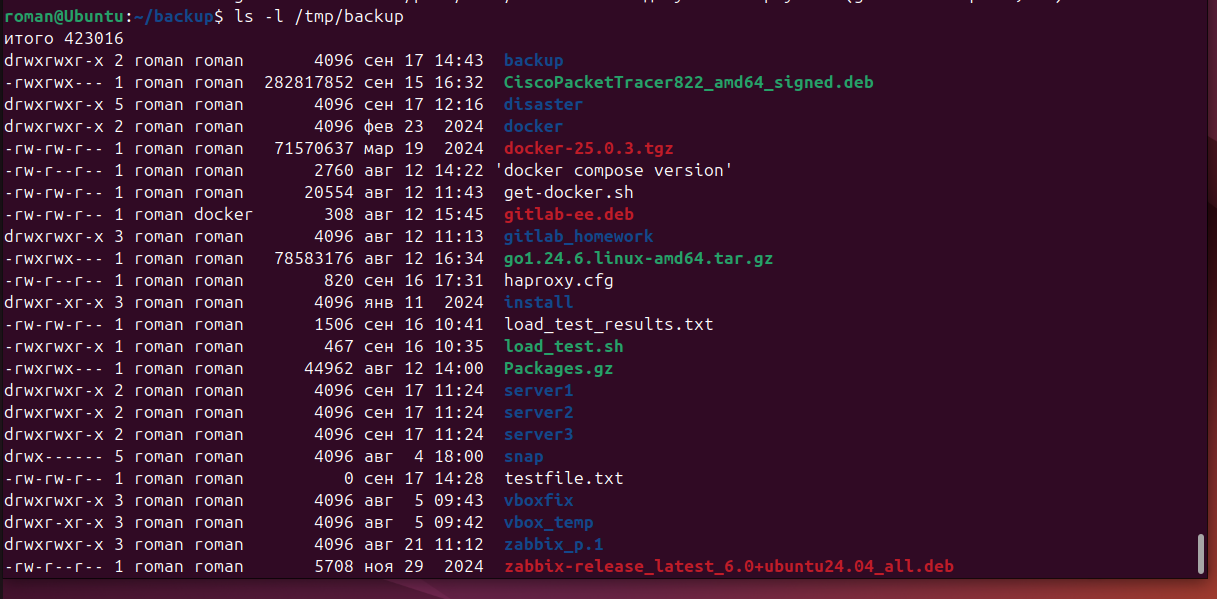 roman@Ubuntu:~/backup$ ls -l /tmp/backup
итого 423016
drwxrwxr-x 2 roman roman      4096 сен 17 14:43  backup
-rwxrwx--- 1 roman roman 282817852 сен 15 16:32  CiscoPacketTracer822_amd64_signed.deb
drwxrwxr-x 5 roman roman      4096 сен 17 12:16  disaster
drwxrwxr-x 2 roman roman      4096 фев 23  2024  docker
-rw-rw-r-- 1 roman roman  71570637 мар 19  2024  docker-25.0.3.tgz
-rw-r--r-- 1 roman roman      2760 авг 12 14:22 'docker compose version'
-rw-rw-r-- 1 roman roman     20554 авг 12 11:43  get-docker.sh
-rw-rw-r-- 1 roman docker       308 авг 12 15:45  gitlab-ee.deb
drwxrwxr-x 3 roman roman      4096 авг 12 11:13  gitlab_homework
-rwxrwx--- 1 roman roman  78583176 авг 12 16:34  go1.24.6.linux-amd64.tar.gz
-rw-r--r-- 1 roman roman       820 сен 16 17:31  haproxy.cfg
drwxr-xr-x 3 roman roman      4096 янв 11  2024  install
-rw-rw-r-- 1 roman roman      1506 сен 16 10:41  load_test_results.txt
-rwxrwxr-x 1 roman roman       467 сен 16 10:35  load_test.sh
-rwxrwx--- 1 roman roman     44962 авг 12 14:00  Packages.gz
drwxrwxr-x 2 roman roman      4096 сен 17 11:24  server1
drwxrwxr-x 2 roman roman      4096 сен 17 11:24  server2
drwxrwxr-x 2 roman roman      4096 сен 17 11:24  server3
drwx------ 5 roman roman      4096 авг  4 18:00  snap
-rw-rw-r-- 1 roman roman         0 сен 17 14:28  testfile.txt
drwxrwxr-x 3 roman roman      4096 авг  5 09:43  vboxfix
drwxr-xr-x 3 roman roman      4096 авг  5 09:42  vbox_temp
drwxrwxr-x 3 roman roman      4096 авг 21 11:12  zabbix_p.1
-rw-r--r-- 1 roman roman      5708 ноя 29  2024  zabbix-release_latest_6.0+ubuntu24.04_all.deb